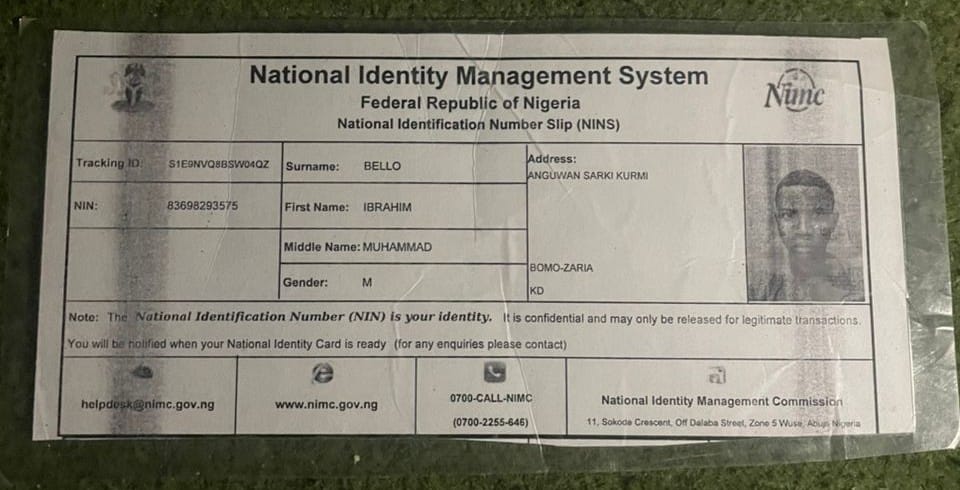 National Identity Management System
Federal Republic of Nigeria
National Identification Number Slip (NINS)
Nimc
Tracking ID: S1E9NVQ8BSW04QZ
Surname: BELLO
Address:
ANGUWAN SARKI KURMI
NIN: 83698293575
First Name: IBRAHIM
Middle Name: MUHAMMAD
BOMO-ZARIA
Gender: M
KD
Note: The National Identification Number (NIN) is your identity. It is confidential and may only be released for legitimate transactions.
You will be notified when your National Identity Card is ready (for any enquiries please contact)
helpdesk@nimc.gov.ng
www.nimc.gov.ng
0700-CALL-NIMC
(0700-2255-646)
National Identity Management Commission
11, Sokode Crescent, Off Dalaba Street, Zone 5 Wuse, Abuja Nigeria